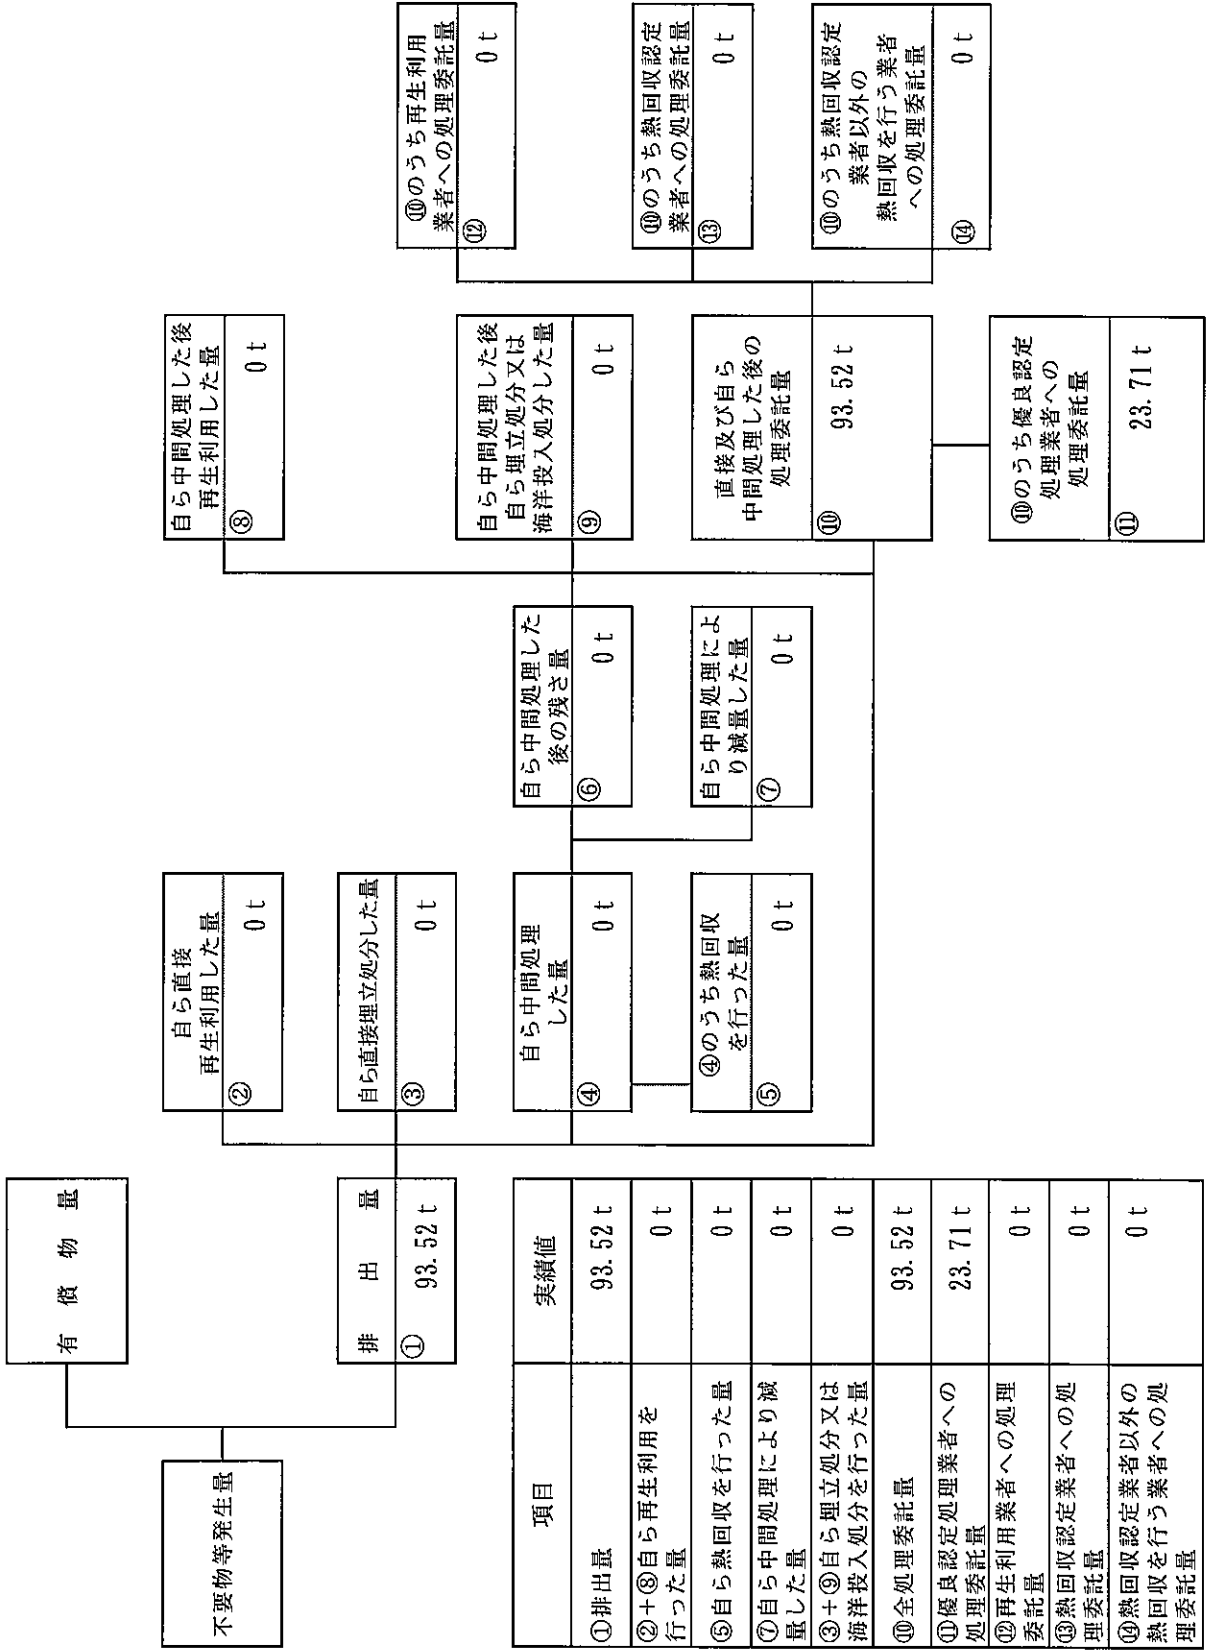 不要物等発生量
有償物量
排出量
① 93.52 t
自ら直接
再生利用した量
② 0 t
自ら直接埋立処分した量
③ 0 t
自ら中間処理
した量
④ 0 t
④のうち熱回収
を行った量
⑤ 0 t
自ら中間処理した
後の残さ量
⑥ 0 t
自ら中間処理によ
り減量した量
⑦ 0 t
自ら中間処理した後
再生利用した量
⑧ 0 t
自ら中間処理した後
自ら埋立処分又は
海洋投入処分した量
⑨ 0 t
直接及び自ら
中間処理した後の
処理委託量
⑩ 93.52 t
⑩のうち優良認定
処理業者への
処理委託量
⑪ 23.71 t
⑩のうち再生利用
業者への処理委託量
⑫ 0 t
⑩のうち熱回収認定
業者への処理委託量
⑬ 0 t
⑩のうち熱回収認定
業者以外の
熱回収を行う業者
への処理委託量
⑭ 0 t
項目 実績値
①排出量 93.52 t
②+⑧自ら再生利用を
行った量 0 t
⑤自ら熱回収を行った量 0 t
⑦自ら中間処理により減
量した量 0 t
③+⑨自ら埋立処分又は
海洋投入処分を行った量 0 t
⑩全処理委託量 93.52 t
⑪優良認定処理業者への
処理委託量 23.71 t
⑫再生利用業者への処理
委託量 0 t
⑬熱回収認定業者への処
理委託量 0 t
⑭熱回収認定業者以外の
熱回収を行う業者への処
理委託量 0 t